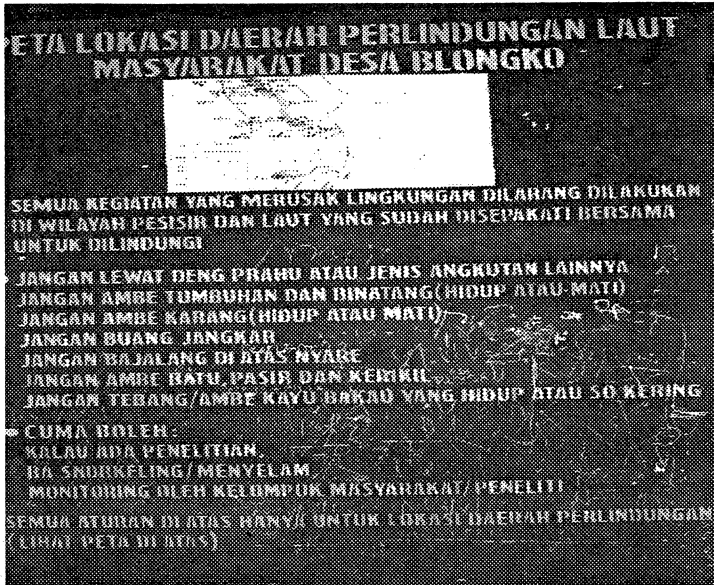 PETA LOKASI DAERAH PERLINDUNGAN LAUT
MASYARAKAT DESA BLONGKO
SEMUA KEGIATAN YANG MERUSAK LINGKUNGAN DILARANG DILAKUKAN
DI WILAYAH PESISIR DAN LAUT YANG SUDAH DISEPAKATI BERSAMA
UNTUK DILINDUNGI
JANGAN LEWAT DENG PRAHU ATAU JENIS ANGKUTAN LAINNYA
JANGAN AMBE TUMBUHAN DAN BINATANG(HIDUP ATAU MATI)
JANGAN AMBE KARANG(HIDUP ATAU MATI)
JANGAN BUANG JANGKAR
JANGAN BAJALANG DI ATAS NYARE
JANGAN AMBE BATU, PASIR DAN KERIKIL
JANGAN TEBANG/AMBE KAYU BAKAU YANG HIDUP ATAU SO KERING
CUMA BOLEH:
KALAU ADA PENELITIAN,
BA SNORKELING/MENYELAM
MONITORING OLEH KELOMPOK MASYARAKAT/PENELITI
SEMUA ATURAN DI ATAS HANYA UNTUK LOKASI DAERAH PERLINDUNGAN
(LIHAT PETA DI ATAS)